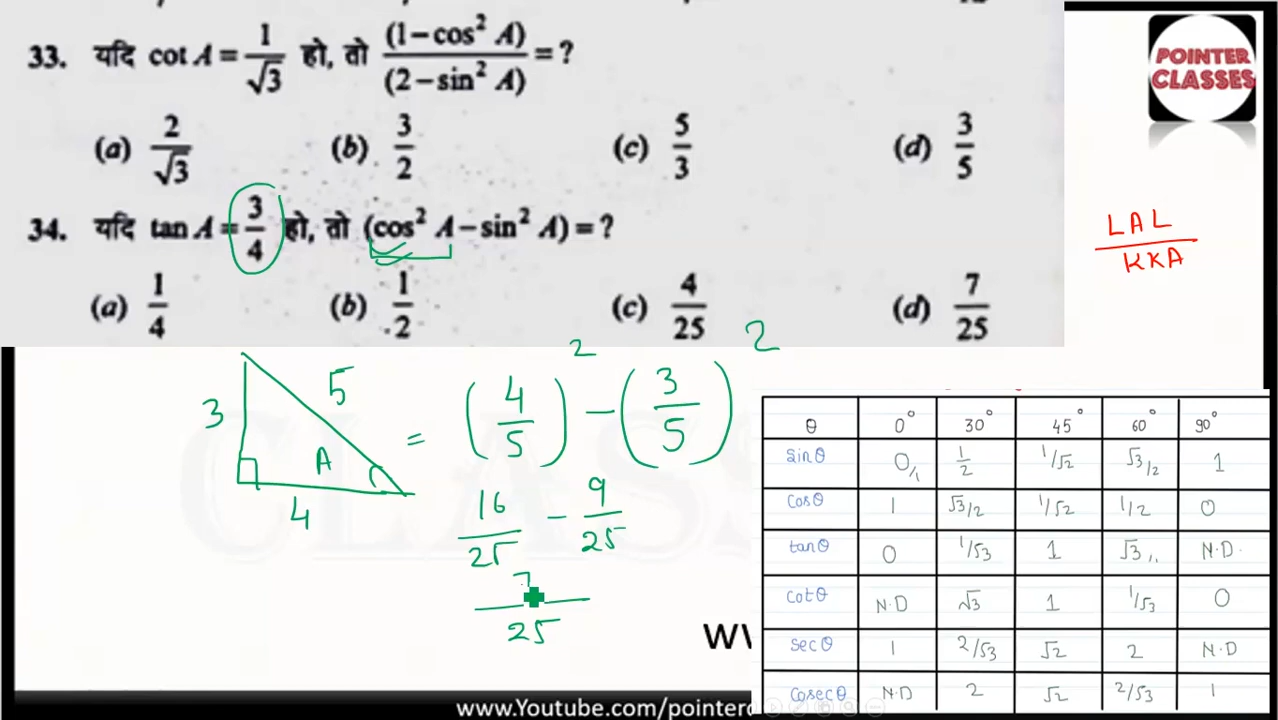 33. यदि cot A = 1/√3 हो, तो (1−cos² A)/(2−sin² A) = ?
(a) 2/√3 (b) 3/2 (c) 5/3 (d) 3/5
34. यदि tan A = 3/4 हो, तो (cos² A − sin² A) = ?
(a) 1/4 (b) 1/2 (c) 4/25 (d) 7/25
POINTER
CLASSES
LAL
KKA
3 5 A 4
= (4/5)² − (3/5)²
16/25 − 9/25
7/25
θ 0° 30° 45° 60° 90°
sinθ 0 1/2 1/√2 √3/2 1
cosθ 1 √3/2 1/√2 1/2 0
tanθ 0 1/√3 1 √3 N.D.
cotθ N.D √3 1 1/√3 0
secθ 1 2/√3 √2 2 N.D
cosecθ N.D 2 √2 2/√3 1
www.Youtube.com/pointer